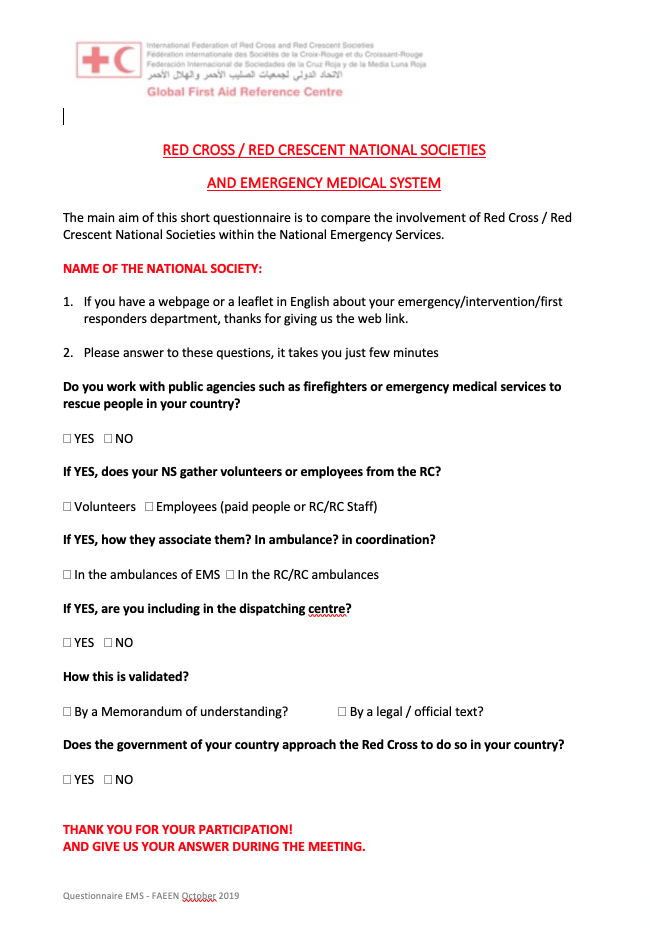 International Federation of Red Cross and Red Crescent Societies
Fédération internationale des Sociétés de la Croix-Rouge et du Croissant-Rouge
Federación Internacional de Sociedades de la Cruz Roja y de la Media Luna Roja
الاتحاد الدولي لجمعيات الصليب الأحمر والهلال الأحمر
Global First Aid Reference Centre
RED CROSS / RED CRESCENT NATIONAL SOCIETIES
AND EMERGENCY MEDICAL SYSTEM
The main aim of this short questionnaire is to compare the involvement of Red Cross / Red
Crescent National Societies within the National Emergency Services.
NAME OF THE NATIONAL SOCIETY:
1. If you have a webpage or a leaflet in English about your emergency/intervention/first
responders department, thanks for giving us the web link.
2. Please answer to these questions, it takes you just few minutes
Do you work with public agencies such as firefighters or emergency medical services to
rescue people in your country?
☐ YES ☐ NO
If YES, does your NS gather volunteers or employees from the RC?
☐ Volunteers ☐ Employees (paid people or RC/RC Staff)
If YES, how they associate them? In ambulance? in coordination?
☐ In the ambulances of EMS ☐ In the RC/RC ambulances
If YES, are you including in the dispatching centre?
☐ YES ☐ NO
How this is validated?
☐ By a Memorandum of understanding? ☐ By a legal / official text?
Does the government of your country approach the Red Cross to do so in your country?
☐ YES ☐ NO
THANK YOU FOR YOUR PARTICIPATION!
AND GIVE US YOUR ANSWER DURING THE MEETING.
Questionnaire EMS - FAEEN October 2019